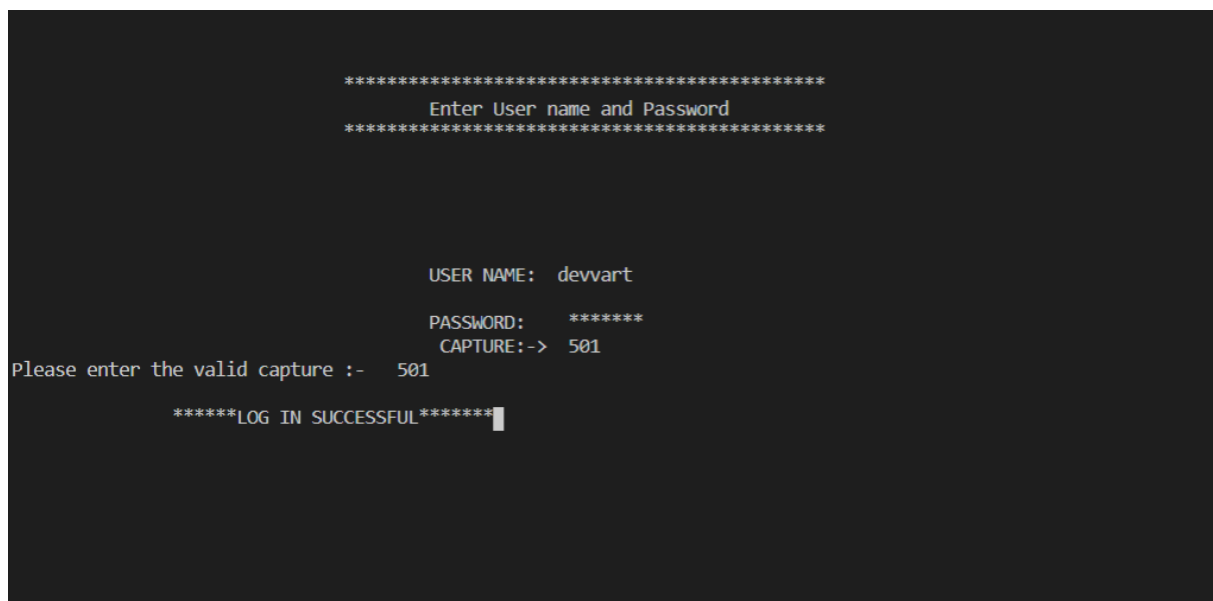 *********************************************
Enter User name and Password
*********************************************
USER NAME: devvart
PASSWORD: *******
CAPTURE:-> 501
Please enter the valid capture :- 501
******LOG IN SUCCESSFUL*******